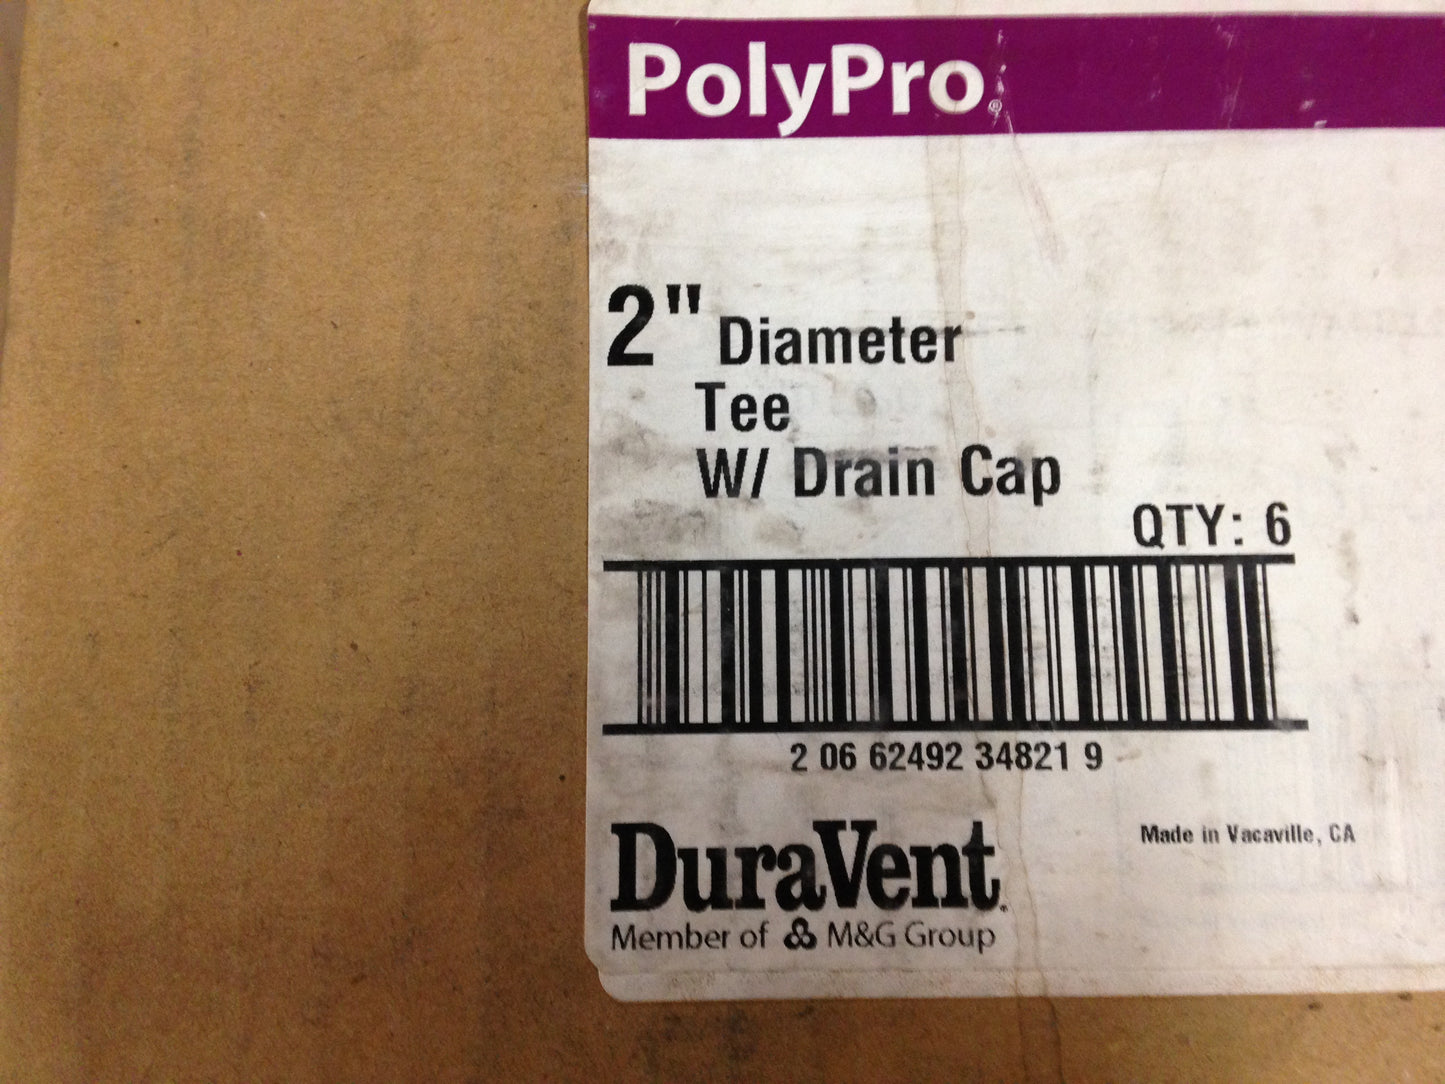 PolyPro®
2" Diameter
Tee
W/ Drain Cap
QTY: 6
2 06 62492 34821 9
Made in Vacaville, CA
DuraVent
Member of M&G Group